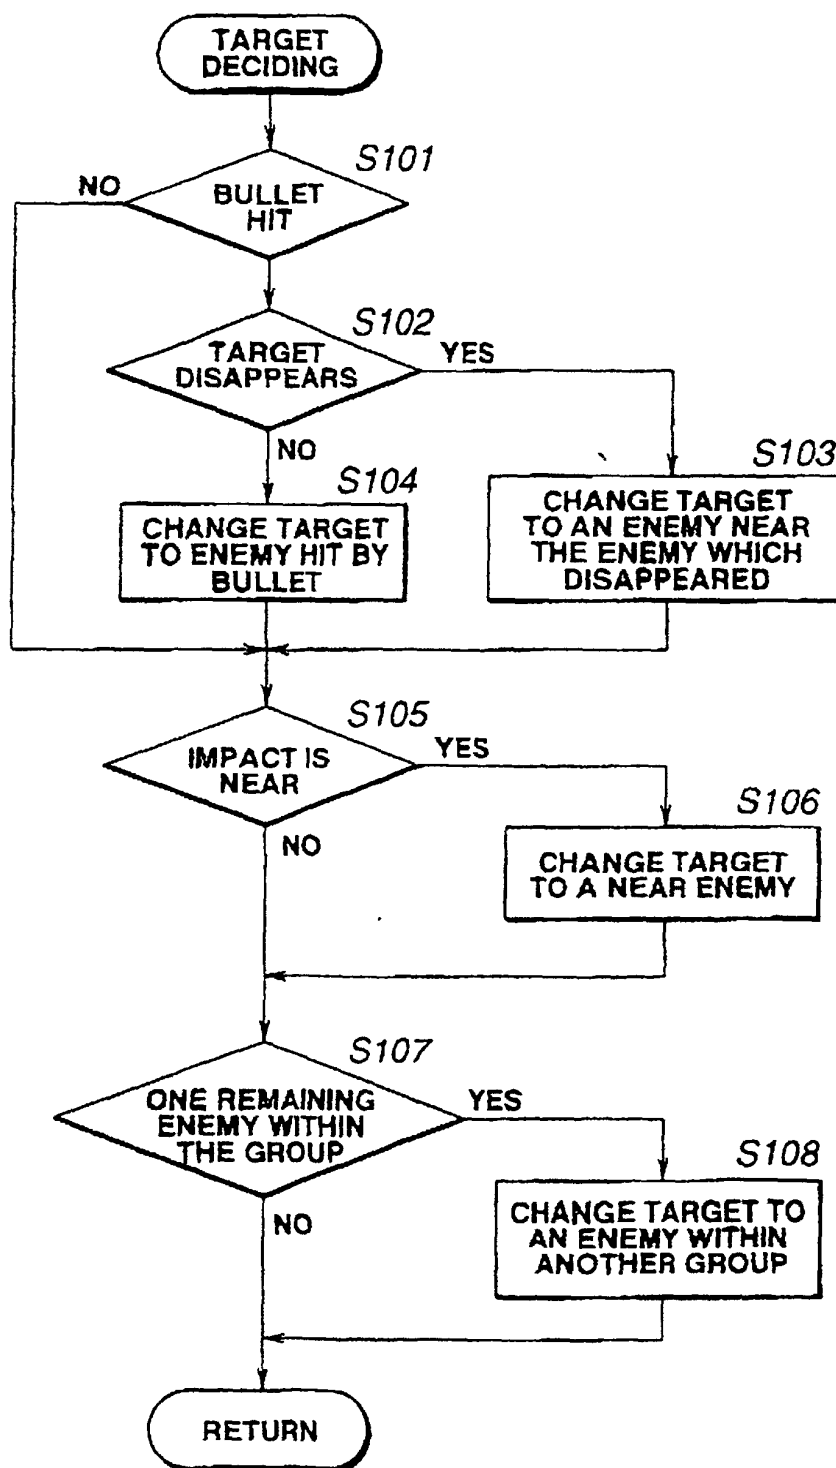 TARGET
DECIDING
S101
NO
BULLET
HIT
S102
TARGET
DISAPPEARS
YES
NO
S103
S104
CHANGE TARGET
TO ENEMY HIT BY
BULLET
CHANGE TARGET
TO AN ENEMY NEAR
THE ENEMY WHICH
DISAPPEARED
S105
IMPACT IS
NEAR
YES
NO
S106
CHANGE TARGET
TO A NEAR ENEMY
S107
ONE REMAINING
ENEMY WITHIN
THE GROUP
YES
NO
S108
CHANGE TARGET TO
AN ENEMY WITHIN
ANOTHER GROUP
RETURN